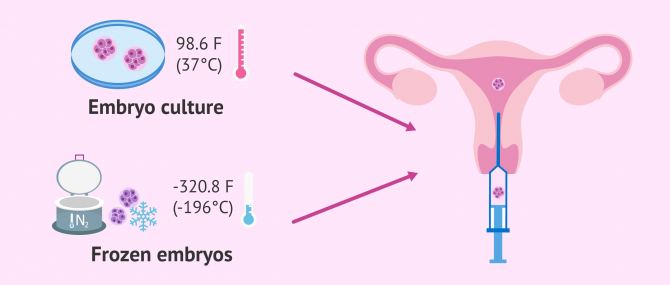 98.6 F
(37°C)
Embryo culture
-320.8 F
(-196°C)
N₂
Frozen embryos